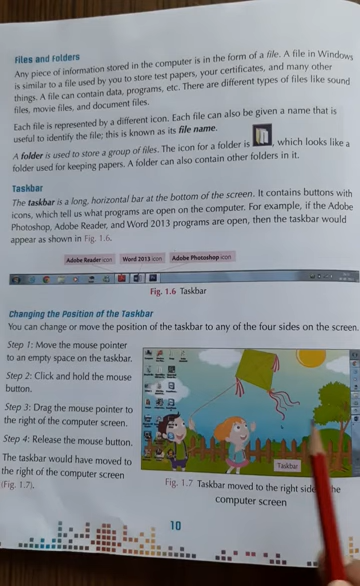 Files and Folders
Any piece of information stored in the computer is in the form of a file. A file in Windows
is similar to a file used by you to store test papers, your certificates, and many other
things. A file can contain data, programs, etc. There are different types of files like sound
files, movie files, and document files.
Each file is represented by a different icon. Each file can also be given a name that is
useful to identify the file; this is known as its file name.
A folder is used to store a group of files. The icon for a folder is , which looks like a
folder used for keeping papers. A folder can also contain other folders in it.
Taskbar
The taskbar is a long, horizontal bar at the bottom of the screen. It contains buttons with
icons, which tell us what programs are open on the computer. For example, if the Adobe
Photoshop, Adobe Reader, and Word 2013 programs are open, then the taskbar would
appear as shown in Fig. 1.6.
Adobe Reader icon Word 2013 icon Adobe Photoshop icon
Fig. 1.6 Taskbar
Changing the Position of the Taskbar
You can change or move the position of the taskbar to any of the four sides on the screen.
Step 1: Move the mouse pointer
to an empty space on the taskbar.
Step 2: Click and hold the mouse
button.
Step 3: Drag the mouse pointer to
the right of the computer screen.
Step 4: Release the mouse button.
The taskbar would have moved to
the right of the computer screen
(Fig. 1.7).
Taskbar
Fig. 1.7 Taskbar moved to the right side he
computer screen
10